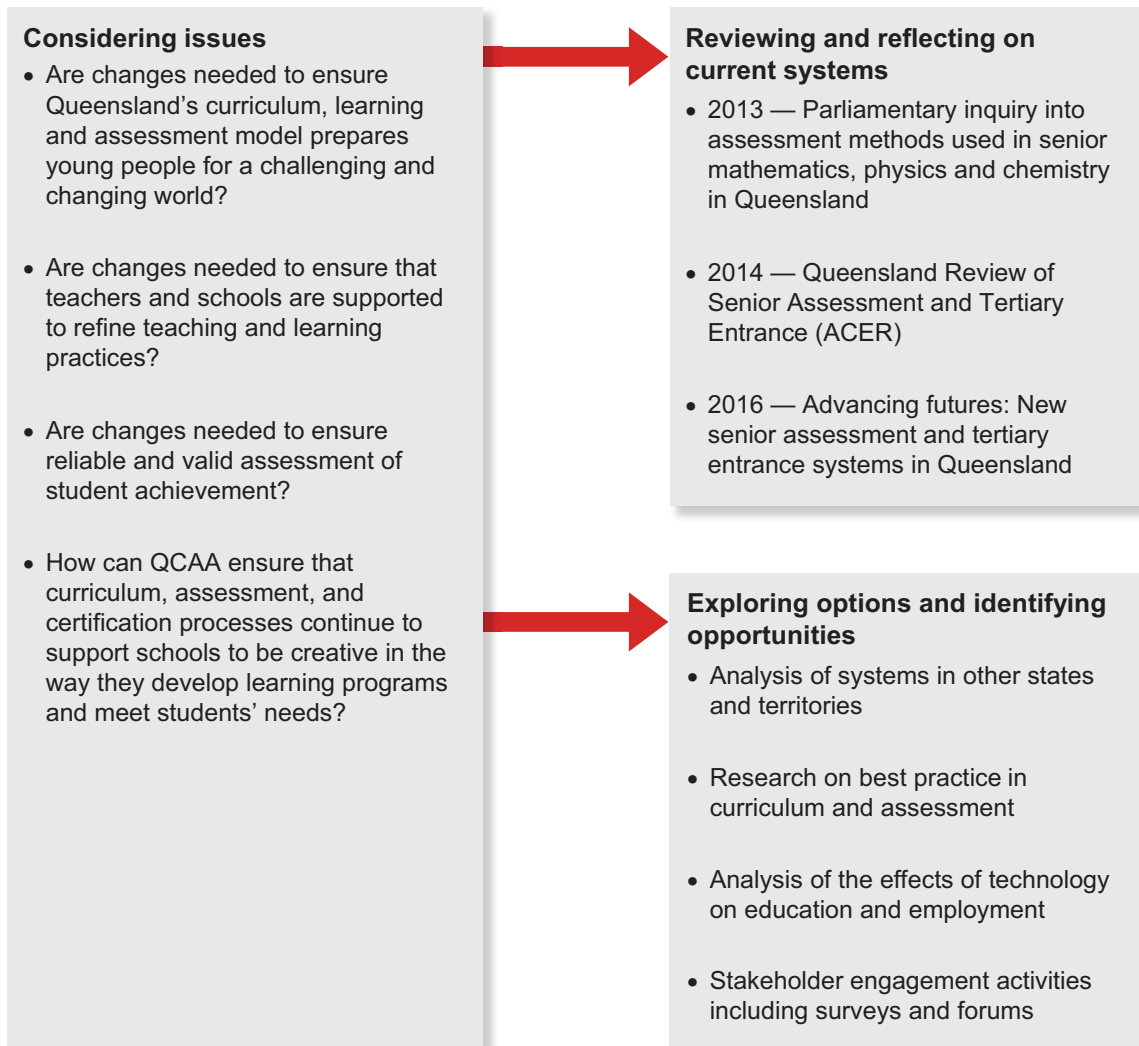 Considering issues
• Are changes needed to ensure
Queensland's curriculum, learning
and assessment model prepares
young people for a challenging and
changing world?
• Are changes needed to ensure that
teachers and schools are supported
to refine teaching and learning
practices?
• Are changes needed to ensure
reliable and valid assessment of
student achievement?
• How can QCAA ensure that
curriculum, assessment, and
certification processes continue to
support schools to be creative in the
way they develop learning programs
and meet students' needs?
Reviewing and reflecting on
current systems
• 2013 — Parliamentary inquiry into
assessment methods used in senior
mathematics, physics and chemistry
in Queensland
• 2014 — Queensland Review of
Senior Assessment and Tertiary
Entrance (ACER)
• 2016 — Advancing futures: New
senior assessment and tertiary
entrance systems in Queensland
Exploring options and identifying
opportunities
• Analysis of systems in other states
and territories
• Research on best practice in
curriculum and assessment
• Analysis of the effects of technology
on education and employment
• Stakeholder engagement activities
including surveys and forums